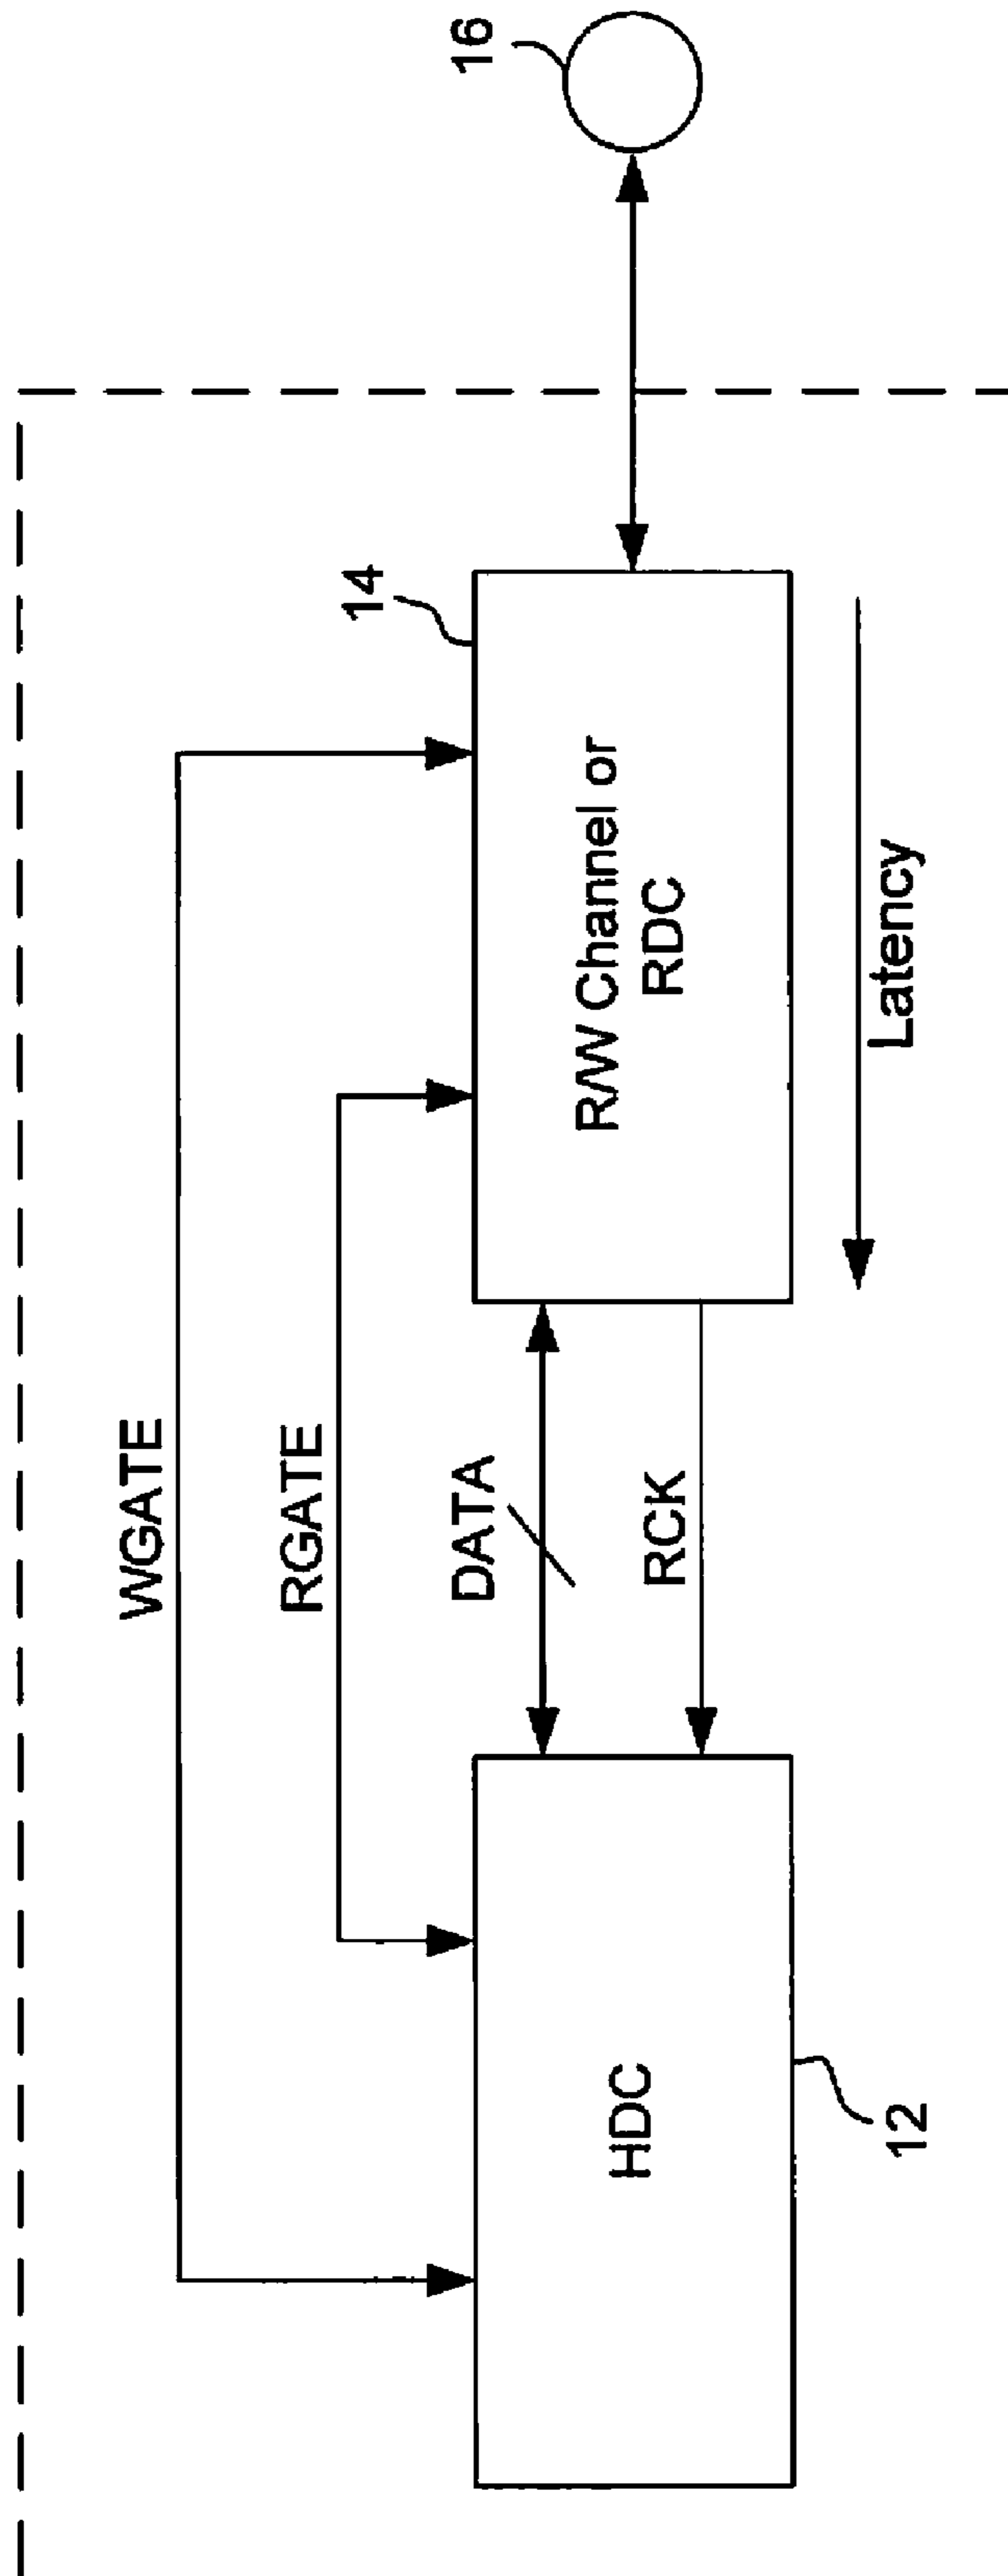 WGATE
RGATE
DATA
RCK
HDC
12
R/W Channel or
RDC
14
Latency
16